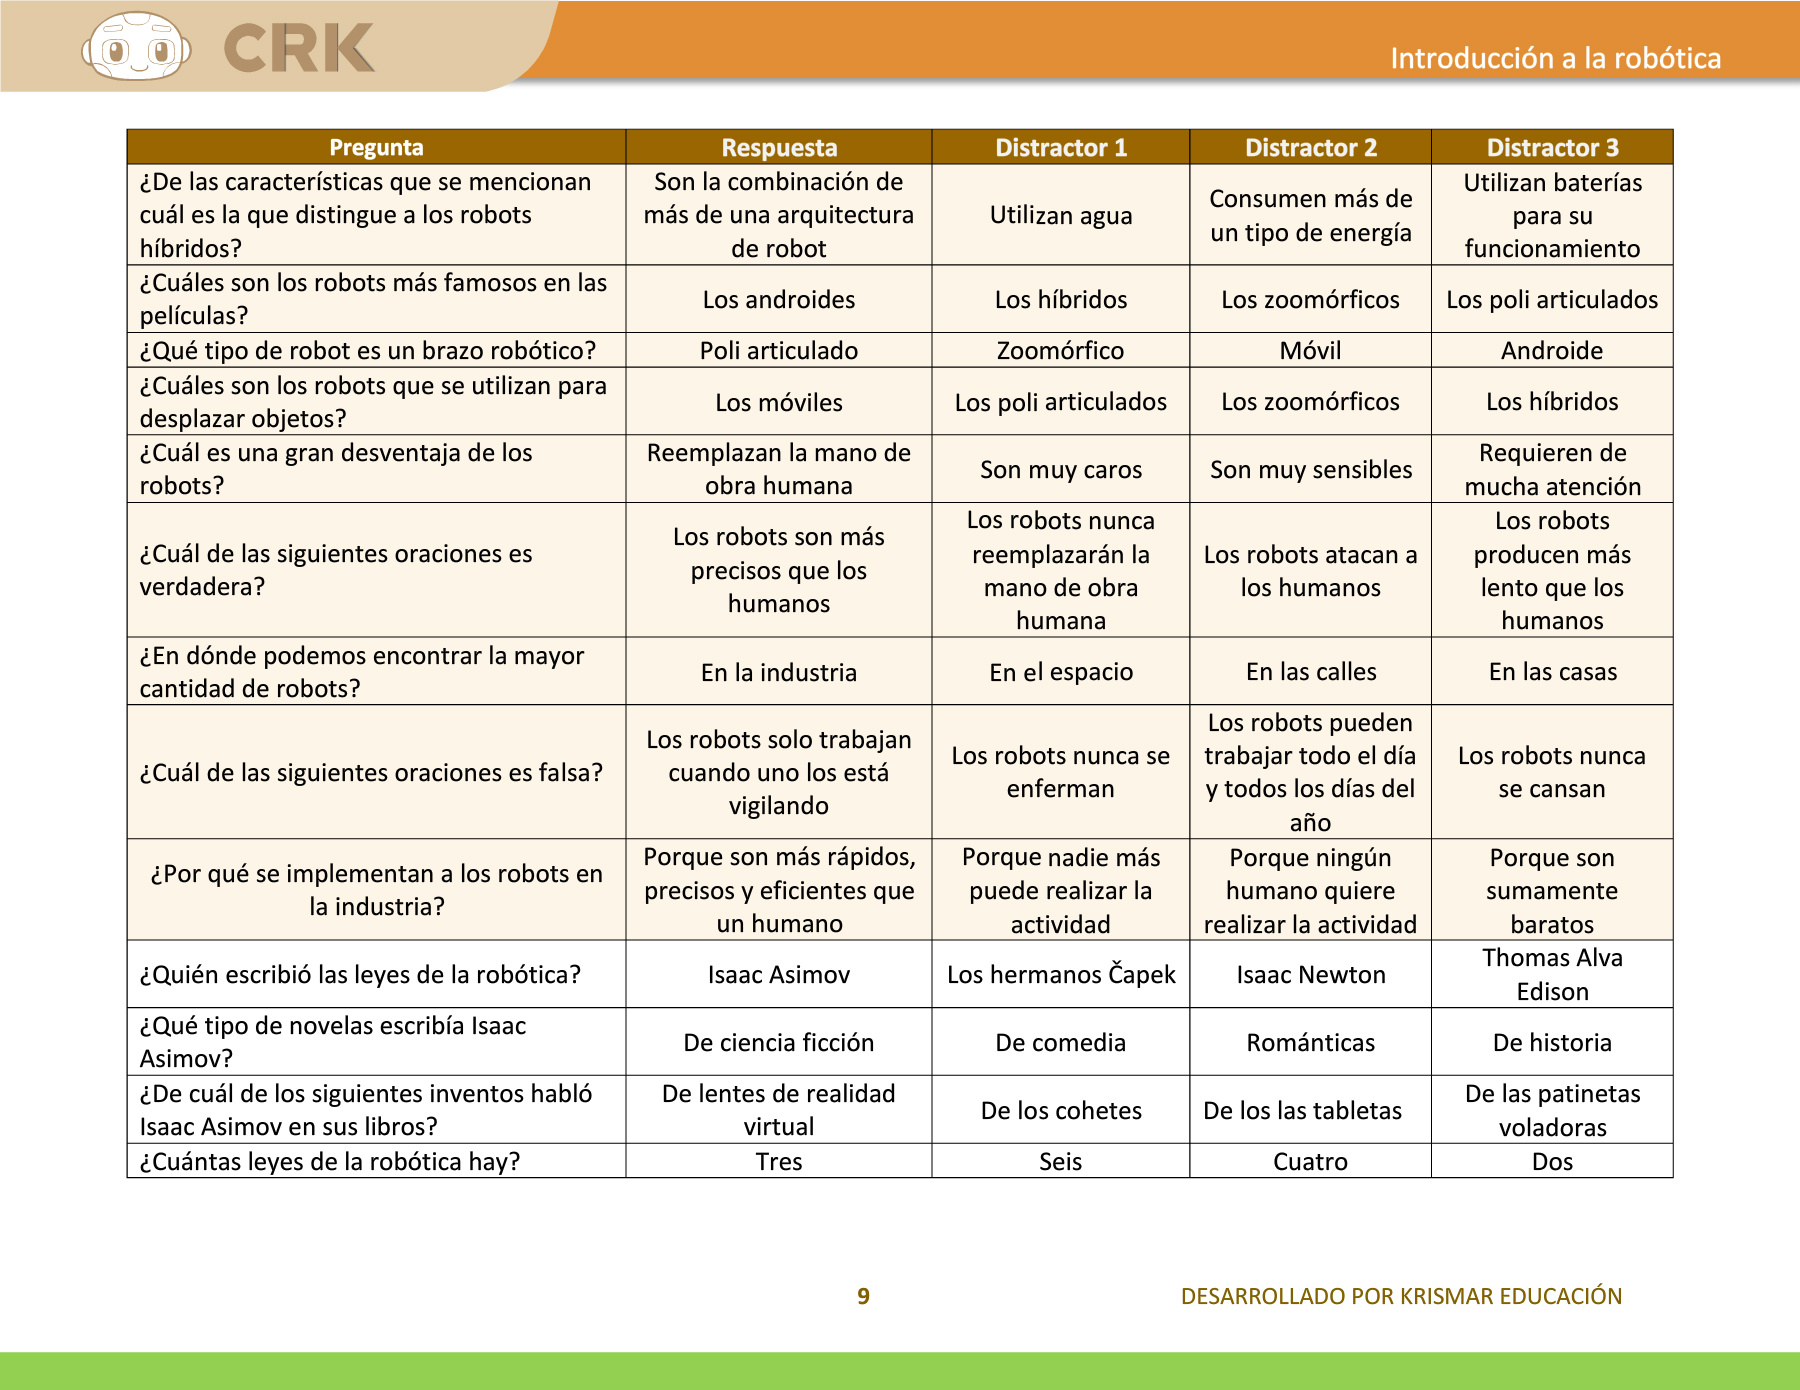 CRK
Introducción a la robótica
Pregunta
Respuesta
Distractor 1
Distractor 2
Distractor 3
¿De las características que se mencionan
cuál es la que distingue a los robots
híbridos?
Son la combinación de
más de una arquitectura
de robot
Utilizan agua
Consumen más de
un tipo de energía
Utilizan baterías
para su
funcionamiento
¿Cuáles son los robots más famosos en las
películas?
Los androides
Los híbridos
Los zoomórficos
Los poli articulados
¿Qué tipo de robot es un brazo robótico?
Poli articulado
Zoomórfico
Móvil
Androide
¿Cuáles son los robots que se utilizan para
desplazar objetos?
Los móviles
Los poli articulados
Los zoomórficos
Los híbridos
¿Cuál es una gran desventaja de los
robots?
Reemplazan la mano de
obra humana
Son muy caros
Son muy sensibles
Requieren de
mucha atención
¿Cuál de las siguientes oraciones es
verdadera?
Los robots son más
precisos que los
humanos
Los robots nunca
reemplazarán la
mano de obra
humana
Los robots atacan a
los humanos
Los robots
producen más
lento que los
humanos
¿En dónde podemos encontrar la mayor
cantidad de robots?
En la industria
En el espacio
En las calles
En las casas
¿Cuál de las siguientes oraciones es falsa?
Los robots solo trabajan
cuando uno los está
vigilando
Los robots nunca se
enferman
Los robots pueden
trabajar todo el día
y todos los días del
año
Los robots nunca
se cansan
¿Por qué se implementan a los robots en
la industria?
Porque son más rápidos,
precisos y eficientes que
un humano
Porque nadie más
puede realizar la
actividad
Porque ningún
humano quiere
realizar la actividad
Porque son
sumamente
baratos
¿Quién escribió las leyes de la robótica?
Isaac Asimov
Los hermanos Čapek
Isaac Newton
Thomas Alva
Edison
¿Qué tipo de novelas escribía Isaac
Asimov?
De ciencia ficción
De comedia
Románticas
De historia
¿De cuál de los siguientes inventos habló
Isaac Asimov en sus libros?
De lentes de realidad
virtual
De los cohetes
De los las tabletas
De las patinetas
voladoras
¿Cuántas leyes de la robótica hay?
Tres
Seis
Cuatro
Dos
9
DESARROLLADO POR KRISMAR EDUCACIÓN